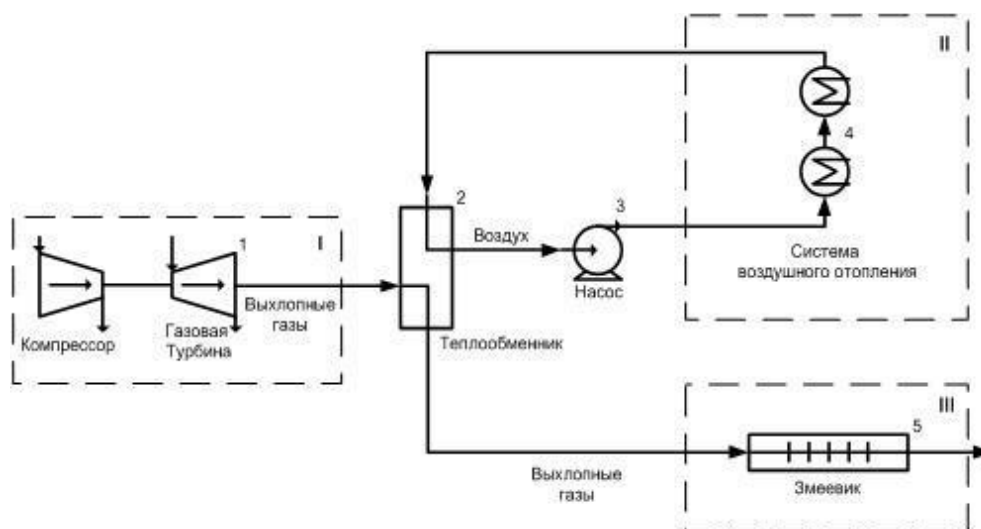 II
4
Система
воздушного отопления
2
Воздух
3
Насос
I
1
Выхлопные
газы
Компрессор
Газовая
Турбина
Теплообменник
III
5
Змеевик
Выхлопные
газы